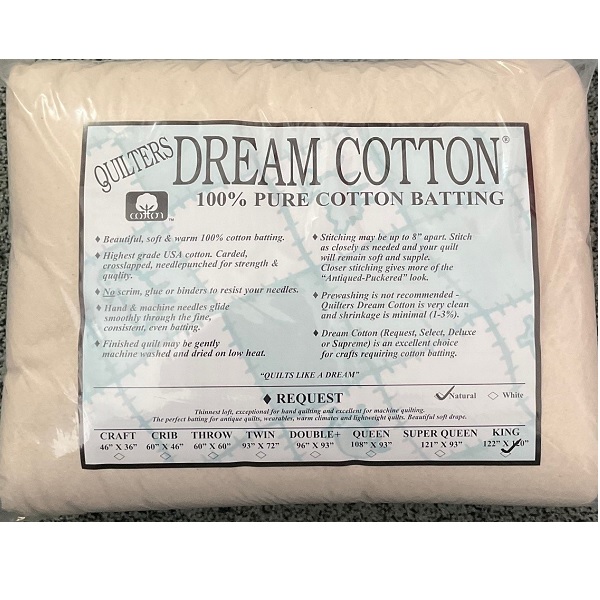 QUILTERS DREAM COTTON®
100% PURE COTTON BATTING
cotton™
♦ Beautiful, soft & warm 100% cotton batting.
♦ Highest grade USA cotton. Carded,
crosslapped, needlepunched for strength &
quality.
♦ No scrim, glue or binders to resist your needles.
♦ Hand & machine needles glide
smoothly through the fine,
consistent, even batting.
♦ Finished quilt may be gently
machine washed and dried on low heat.
♦ Stitching may be up to 8" apart. Stitch
as closely as needed and your quilt
will remain soft and supple.
Closer stitching gives more of the
"Antiqued-Puckered" look.
♦ Prewashing is not recommended -
Quilters Dream Cotton is very clean
and shrinkage is minimal (1-3%).
♦ Dream Cotton (Request, Select, Deluxe
or Supreme) is an excellent choice
for crafts requiring cotton batting.
"QUILTS LIKE A DREAM"
♦ REQUEST ✓ Natural ◇ White
Thinnest loft, exceptional for hand quilting and excellent for machine quilting.
The perfect batting for antique quilts, wearables, warm climates and lightweight quilts. Beautiful soft drape.
CRAFT CRIB THROW TWIN DOUBLE+ QUEEN SUPER QUEEN KING
46" X 36" 60" X 46" 60" X 60" 93" X 72" 96" X 93" 108" X 93" 121" X 93" 122" X 120"